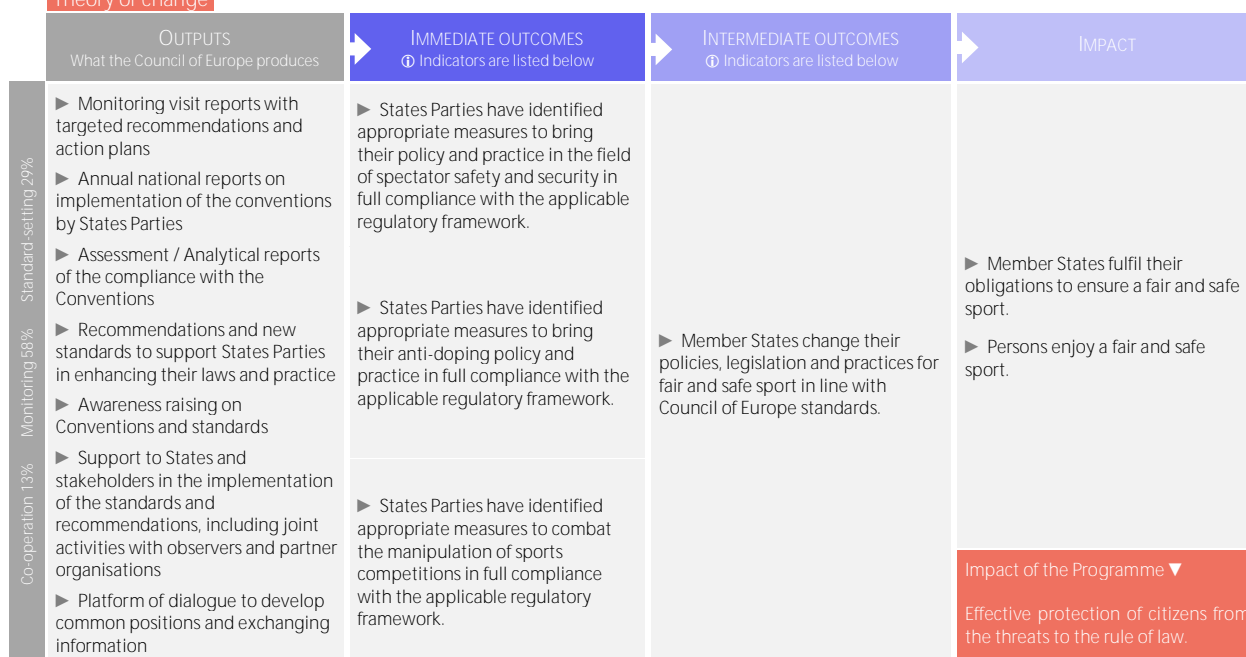 Theory of change
OUTPUTS
What the Council of Europe produces
IMMEDIATE OUTCOMES
🛈 Indicators are listed below
INTERMEDIATE OUTCOMES
🛈 Indicators are listed below
IMPACT
Standard-setting 29%
Monitoring 58%
Co-operation 13%
► Monitoring visit reports with
targeted recommendations and
action plans
► Annual national reports on
implementation of the conventions
by States Parties
► Assessment / Analytical reports
of the compliance with the
Conventions
► Recommendations and new
standards to support States Parties
in enhancing their laws and practice
► Awareness raising on
Conventions and standards
► Support to States and
stakeholders in the implementation
of the standards and
recommendations, including joint
activities with observers and partner
organisations
► Platform of dialogue to develop
common positions and exchanging
information
► States Parties have identified
appropriate measures to bring
their policy and practice in the field
of spectator safety and security in
full compliance with the applicable
regulatory framework.
► States Parties have identified
appropriate measures to bring
their anti-doping policy and
practice in full compliance with the
applicable regulatory framework.
► States Parties have identified
appropriate measures to combat
the manipulation of sports
competitions in full compliance
with the applicable regulatory
framework.
► Member States change their
policies, legislation and practices for
fair and safe sport in line with
Council of Europe standards.
► Member States fulfil their
obligations to ensure a fair and safe
sport.
► Persons enjoy a fair and safe
sport.
Impact of the Programme ▼
Effective protection of citizens from
the threats to the rule of law.